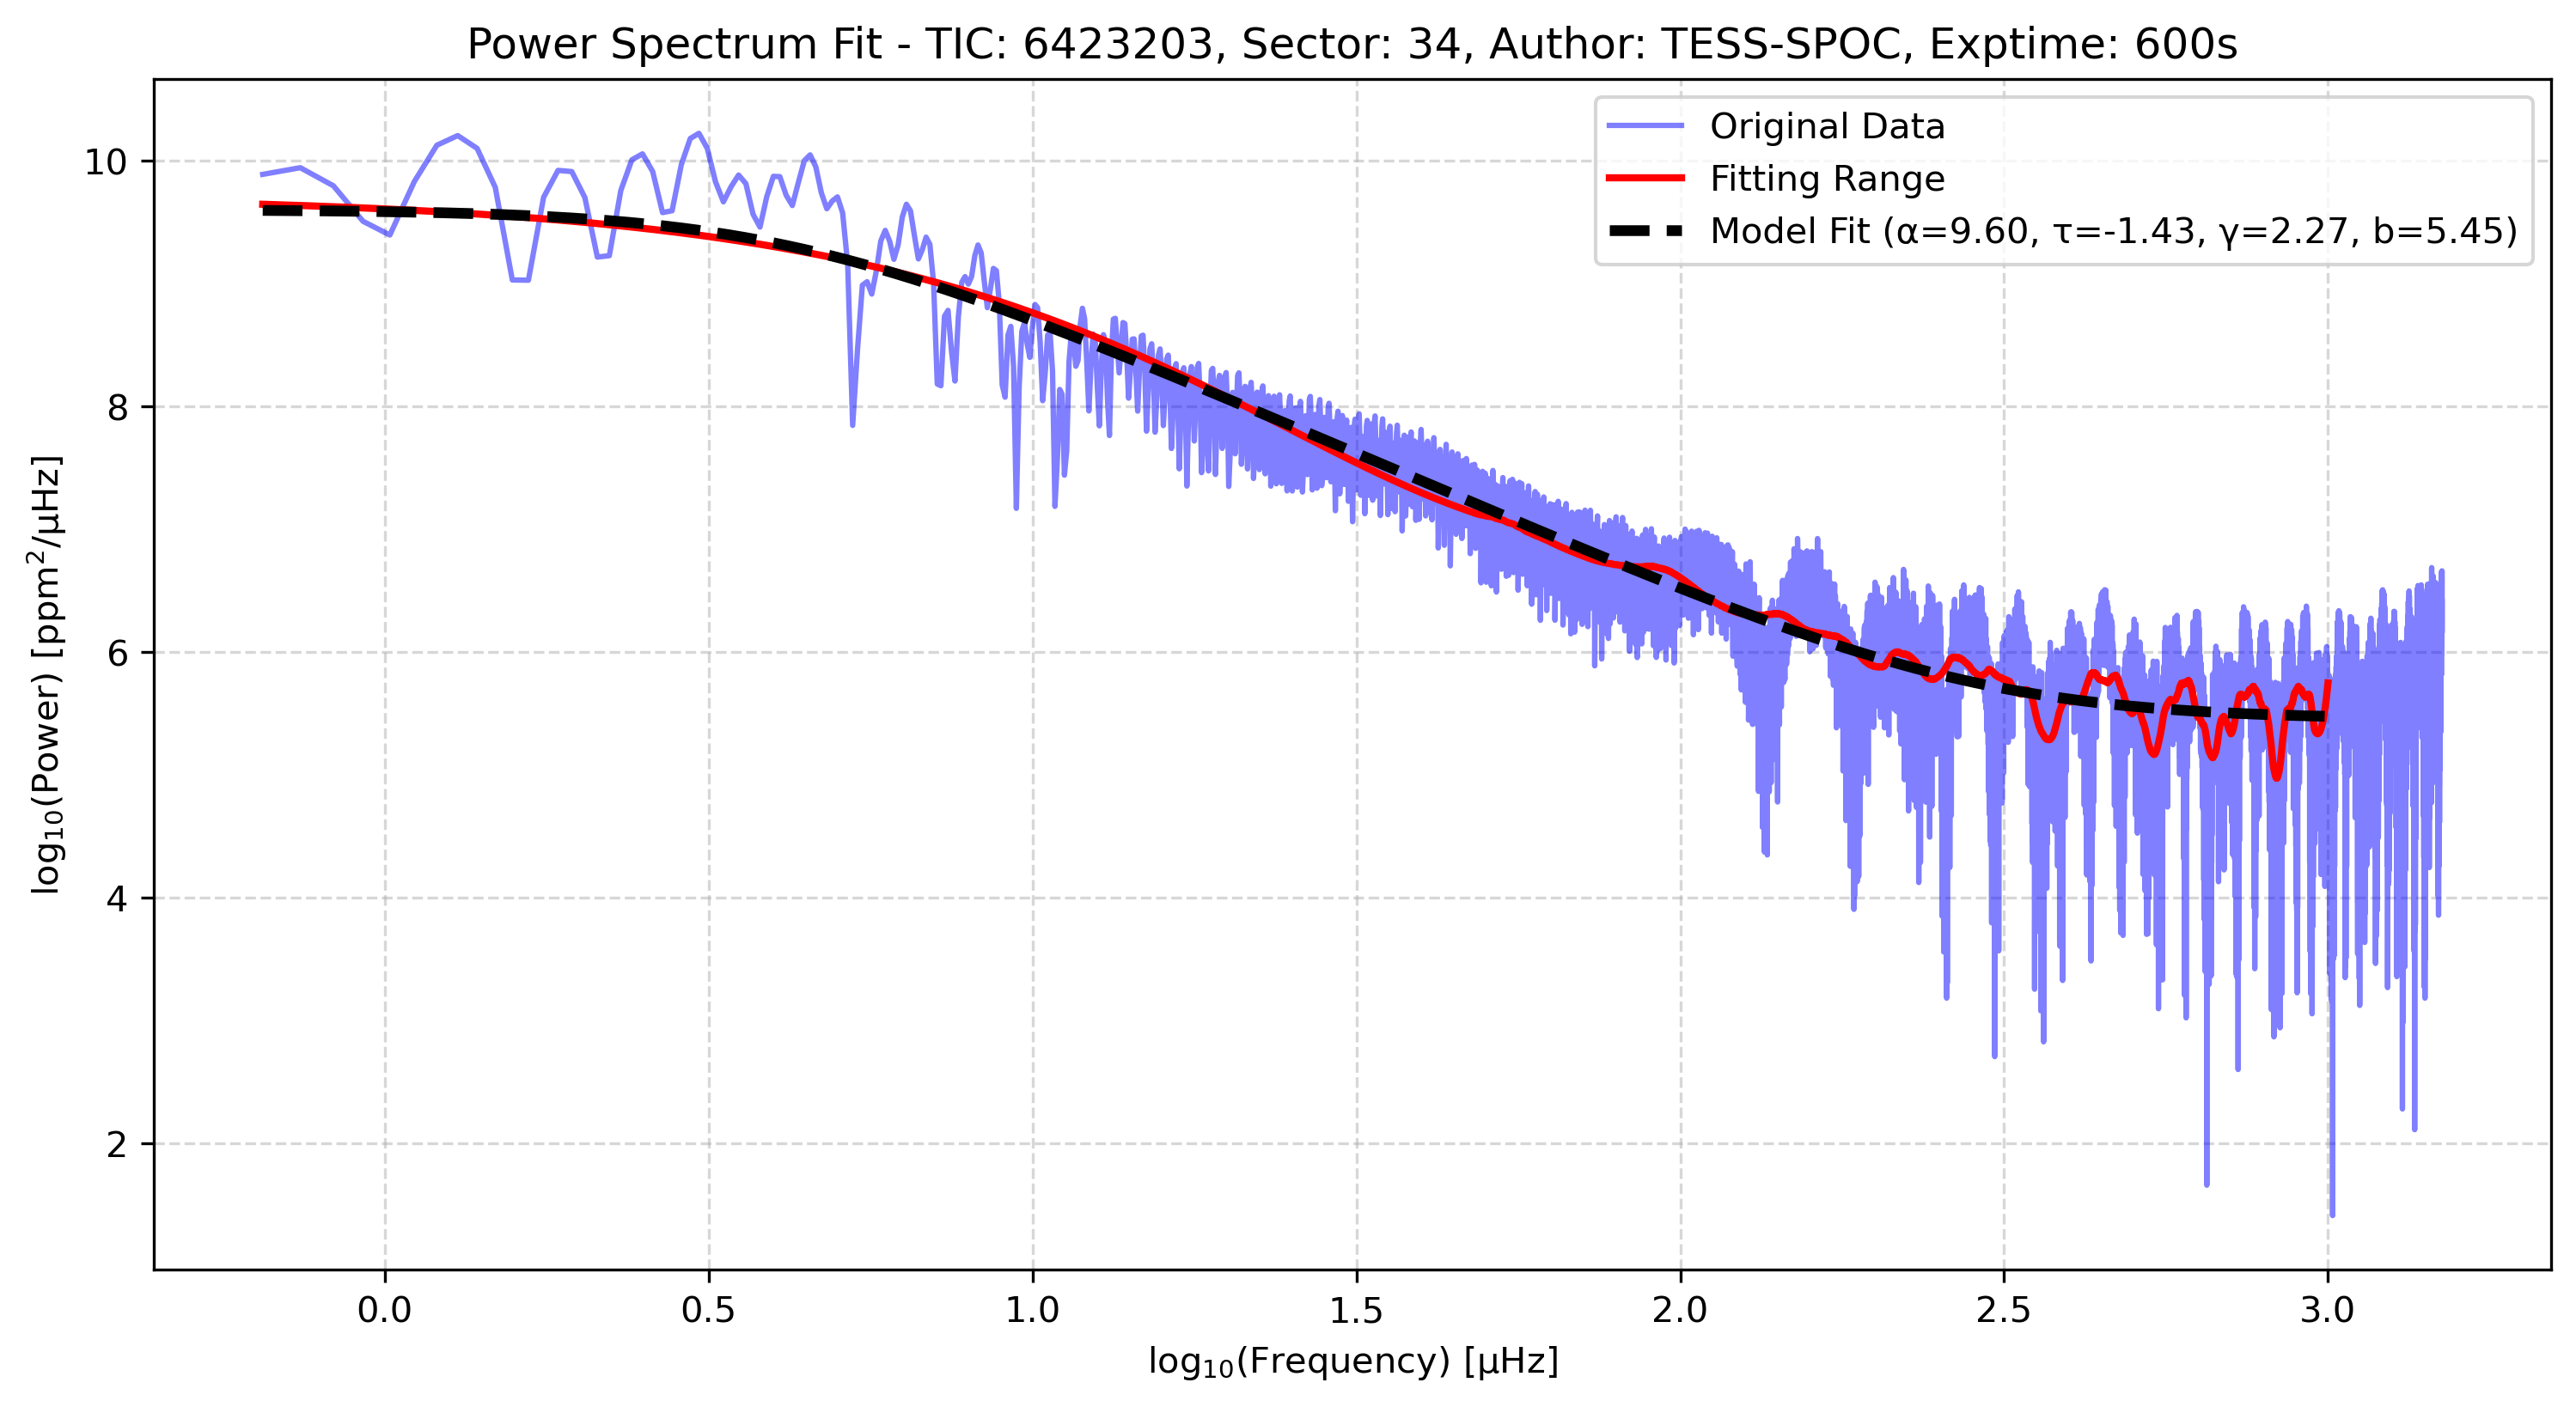 Power Spectrum Fit - TIC: 6423203, Sector: 34, Author: TESS-SPOC, Exptime: 600s
Original Data
Fitting Range
Model Fit (α=9.60, τ=-1.43, γ=2.27, b=5.45)
log₁₀(Power) [ppm²/μHz]
10
8
6
4
2
0.0 0.5 1.0 1.5 2.0 2.5 3.0
log₁₀(Frequency) [μHz]